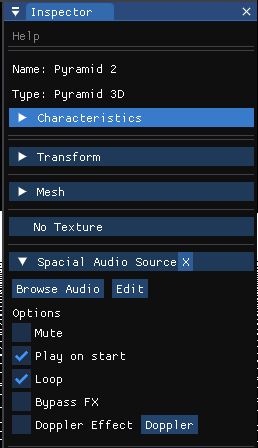 Inspector
Help
Name: Pyramid 2
Type: Pyramid 3D
Characteristics
Transform
Mesh
No Texture
Spacial Audio Source X
Browse Audio Edit
Options
Mute
Play on start
Loop
Bypass FX
Doppler Effect Doppler